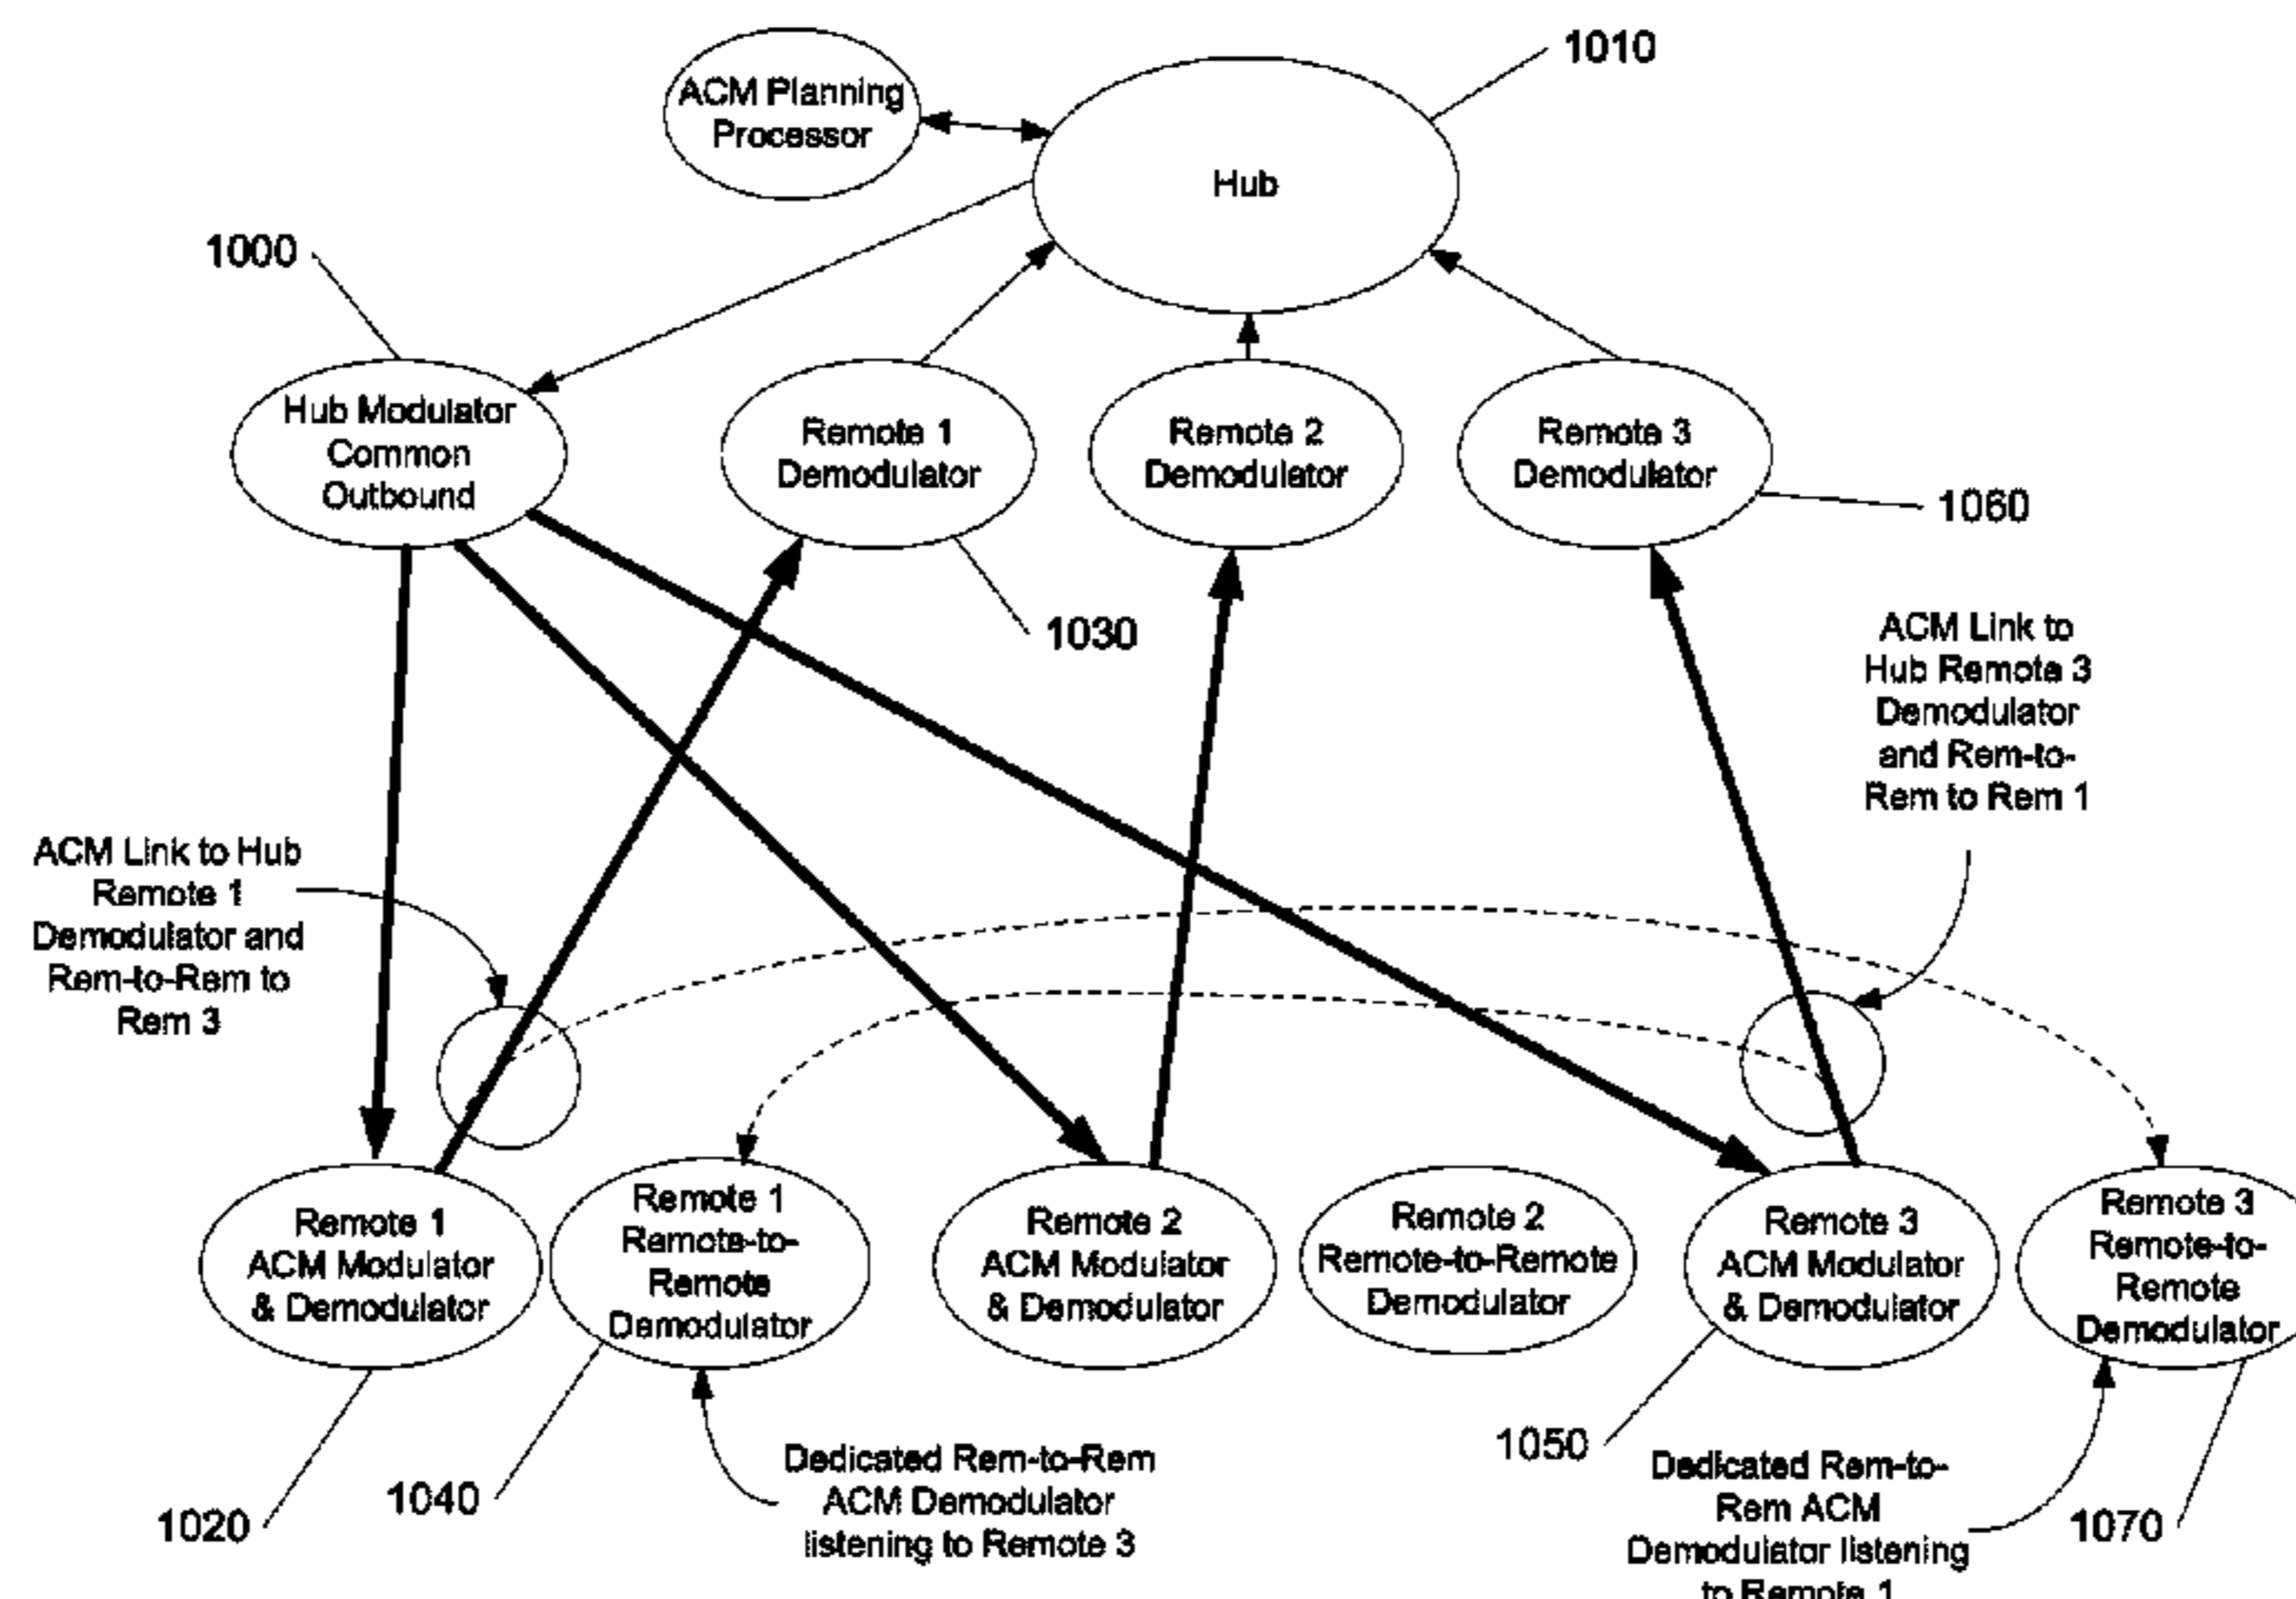 1010
ACM Planning
Processor
Hub
1000
Hub Modulator
Common
Outbound
Remote 1
Demodulator
Remote 2
Demodulator
Remote 3
Demodulator
1060
1030
ACM Link to
Hub Remote 3
Demodulator
and Rem-to-
Rem to Rem 1
ACM Link to Hub
Remote 1
Demodulator and
Rem-to-Rem to
Rem 3
Remote 1
ACM Modulator
& Demodulator
Remote 1
Remote-to-
Remote
Demodulator
Remote 2
ACM Modulator
& Demodulator
Remote 2
Remote-to-Remote
Demodulator
Remote 3
ACM Modulator
& Demodulator
Remote 3
Remote-to-
Remote
Demodulator
1020
1040
Dedicated Rem-to-Rem
ACM Demodulator
listening to Remote 3
1050
Dedicated Rem-to-
Rem ACM
Demodulator listening
to Remote 1
1070